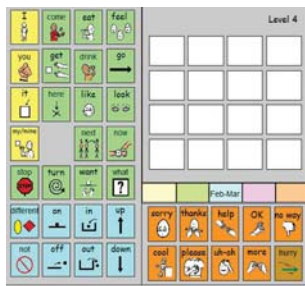 I come eat feel
you get drink go
it here like look
my/mine next now
stop turn want what
different on in up
not off out down
Level 4
Feb-Mar
sorry thanks help OK no way
cool please uh-oh more hurry